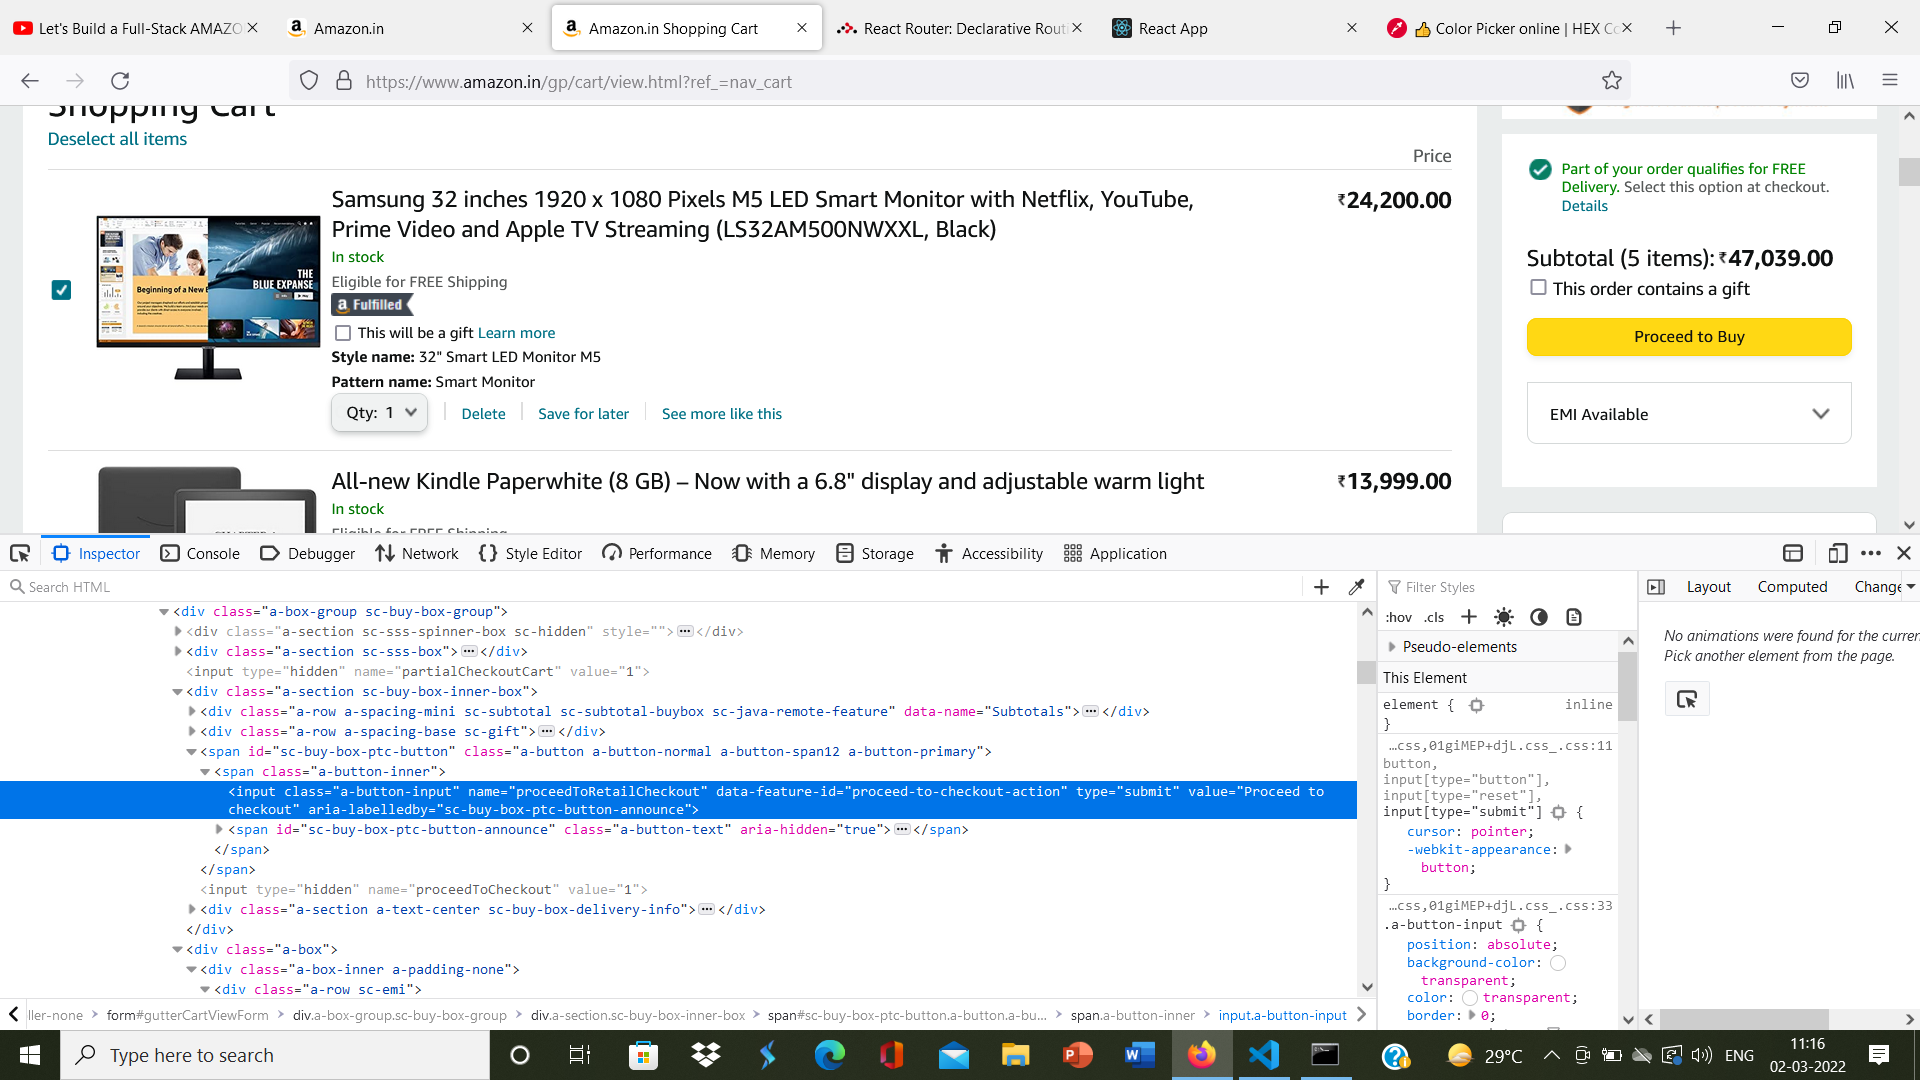 Let's Build a Full-Stack AMAZO
Amazon.in
Amazon.in Shopping Cart
React Router: Declarative Routi
React App
👍 Color Picker online | HEX Co
https://www.amazon.in/gp/cart/view.html?ref_=nav_cart
Shopping Cart
Deselect all items
Price
Samsung 32 inches 1920 x 1080 Pixels M5 LED Smart Monitor with Netflix, YouTube,
Prime Video and Apple TV Streaming (LS32AM500NWXXL, Black)
₹24,200.00
In stock
Eligible for FREE Shipping
a Fulfilled
This will be a gift Learn more
Style name: 32" Smart LED Monitor M5
Pattern name: Smart Monitor
Qty: 1
Delete
Save for later
See more like this
Beginning of a New
THE
BLUE EXPANSE
All-new Kindle Paperwhite (8 GB) – Now with a 6.8" display and adjustable warm light
₹13,999.00
In stock
Eligible for FREE Shipping
Part of your order qualifies for FREE
Delivery. Select this option at checkout.
Details
Subtotal (5 items): ₹47,039.00
This order contains a gift
Proceed to Buy
EMI Available
Inspector
Console
Debugger
Network
Style Editor
Performance
Memory
Storage
Accessibility
Application
Search HTML
<div class="a-box-group sc-buy-box-group">
<div class="a-section sc-sss-spinner-box sc-hidden" style="">…</div>
<div class="a-section sc-sss-box">…</div>
<input type="hidden" name="partialCheckoutCart" value="1">
<div class="a-section sc-buy-box-inner-box">
<div class="a-row a-spacing-mini sc-subtotal sc-subtotal-buybox sc-java-remote-feature" data-name="Subtotals">…</div>
<div class="a-row a-spacing-base sc-gift">…</div>
<span id="sc-buy-box-ptc-button" class="a-button a-button-normal a-button-span12 a-button-primary">
<span class="a-button-inner">
<input class="a-button-input" name="proceedToRetailCheckout" data-feature-id="proceed-to-checkout-action" type="submit" value="Proceed to
checkout" aria-labelledby="sc-buy-box-ptc-button-announce">
<span id="sc-buy-box-ptc-button-announce" class="a-button-text" aria-hidden="true">…</span>
</span>
</span>
<input type="hidden" name="proceedToCheckout" value="1">
<div class="a-section a-text-center sc-buy-box-delivery-info">…</div>
</div>
<div class="a-box">
<div class="a-box-inner a-padding-none">
<div class="a-row sc-emi">
ller-none
form#gutterCartViewForm
div.a-box-group.sc-buy-box-group
div.a-section.sc-buy-box-inner-box
span#sc-buy-box-ptc-button.a-button.a-bu…
span.a-button-inner
input.a-button-input
Filter Styles
:hov .cls
Pseudo-elements
This Element
element { inline
}
…css,01giMEP+djL.css_.css:11
button,
input[type="button"],
input[type="reset"],
input[type="submit"] {
cursor: pointer;
-webkit-appearance:
button;
}
…css,01giMEP+djL.css_.css:33
.a-button-input {
position: absolute;
background-color:
transparent;
color: transparent;
border: 0;
Layout
Computed
Change
No animations were found for the curren
Pick another element from the page.
Type here to search
29°C
ENG
11:16
02-03-2022